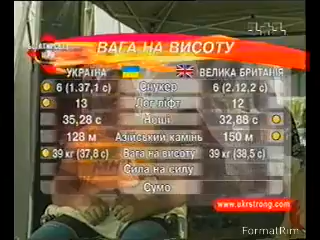 ВАГА НА ВИСОТУ
УКРАЇНА ВЕЛИКА БРИТАНІЯ
6 (1.37,1 с) Снукер 6 (2.12,2 с)
13 Лог ліфт 12
35,28 с Ноші 32,88 с
128 м Азійський камінь 150 м
39 кг (37,8 с) Вага на висоту 39 кг (38,5 с)
Сила на силу
Сумо
www.ukrstrong.com
FormatRim